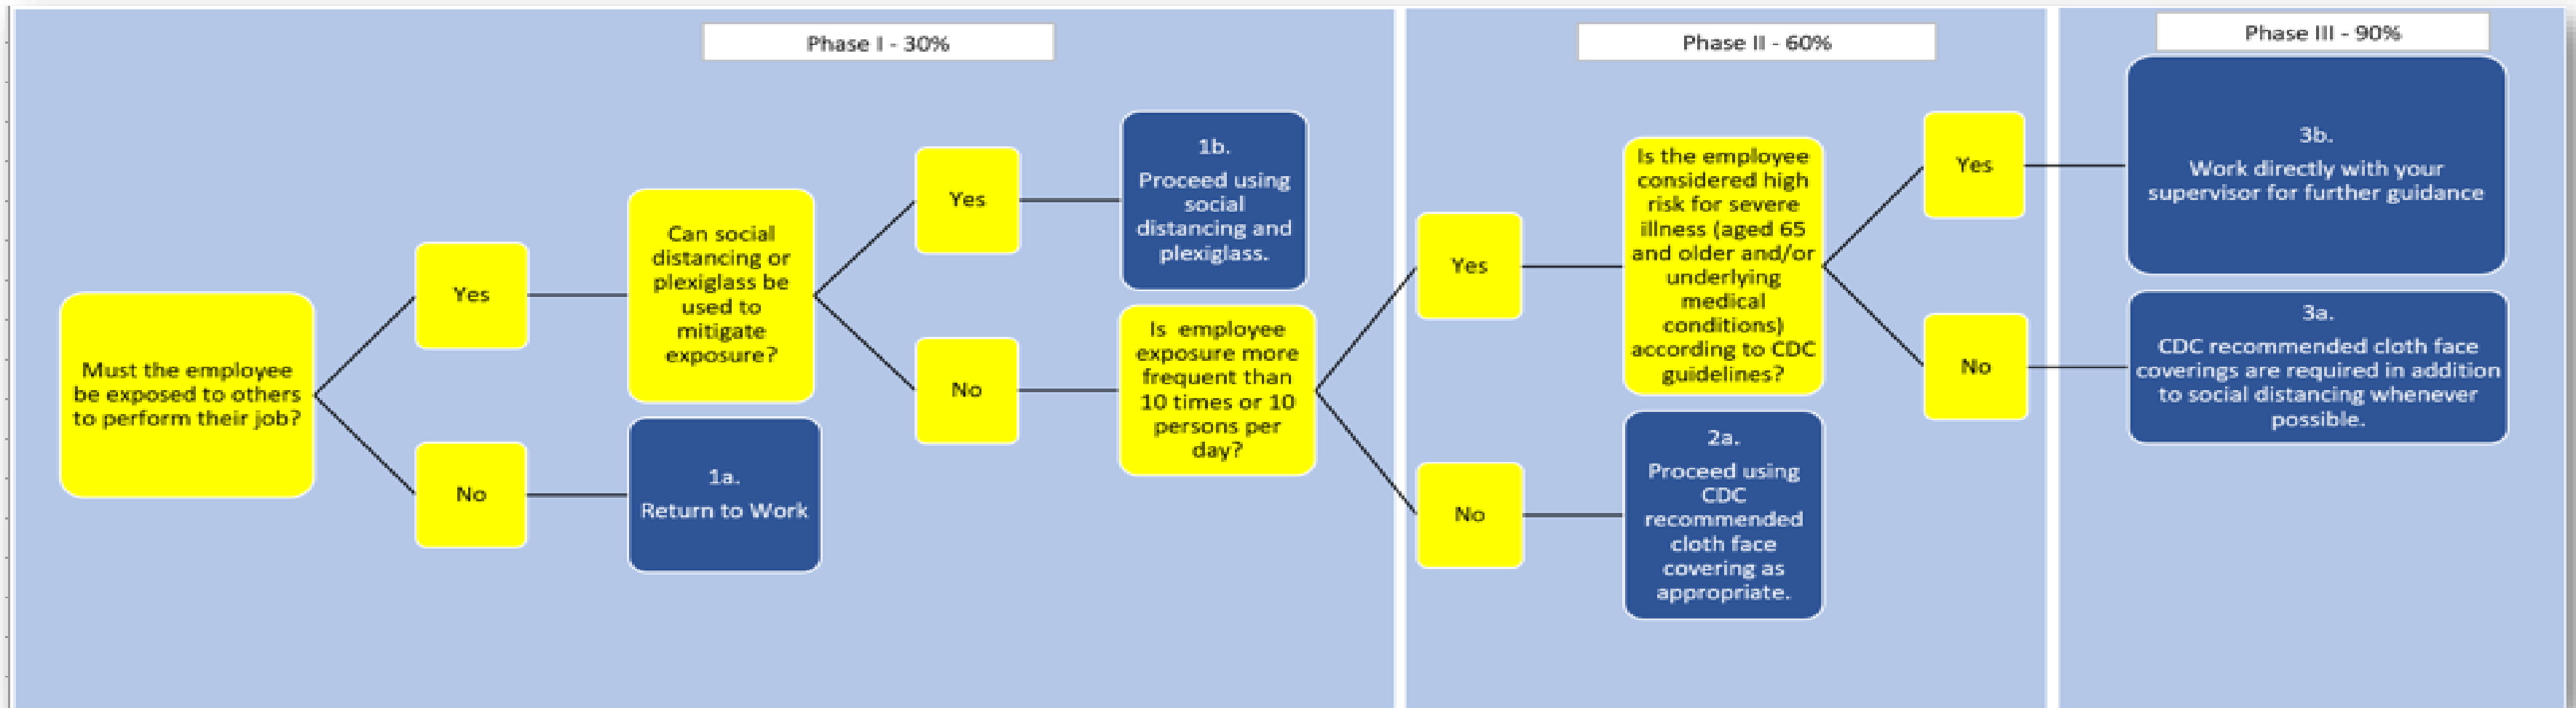 Phase I - 30%
Phase II - 60%
Phase III - 90%
Must the employee
be exposed to others
to perform their job?
Yes
No
Can social
distancing or
plexiglass be
used to
mitigate
exposure?
1a.
Return to Work
Yes
No
1b.
Proceed using
social
distancing and
plexiglass.
Is employee
exposure more
frequent than
10 times or 10
persons per
day?
Yes
No
Is the employee
considered high
risk for severe
illness (aged 65
and older and/or
underlying
medical
conditions)
according to CDC
guidelines?
2a.
Proceed using
CDC
recommended
cloth face
covering as
appropriate.
Yes
No
3b.
Work directly with your
supervisor for further guidance
3a.
CDC recommended cloth face
coverings are required in addition
to social distancing whenever
possible.